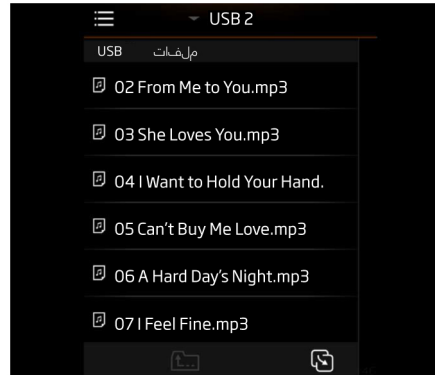 USB 2
USB ملفات
02 From Me to You.mp3
03 She Loves You.mp3
04 I Want to Hold Your Hand.
05 Can't Buy Me Love.mp3
06 A Hard Day's Night.mp3
07 I Feel Fine.mp3